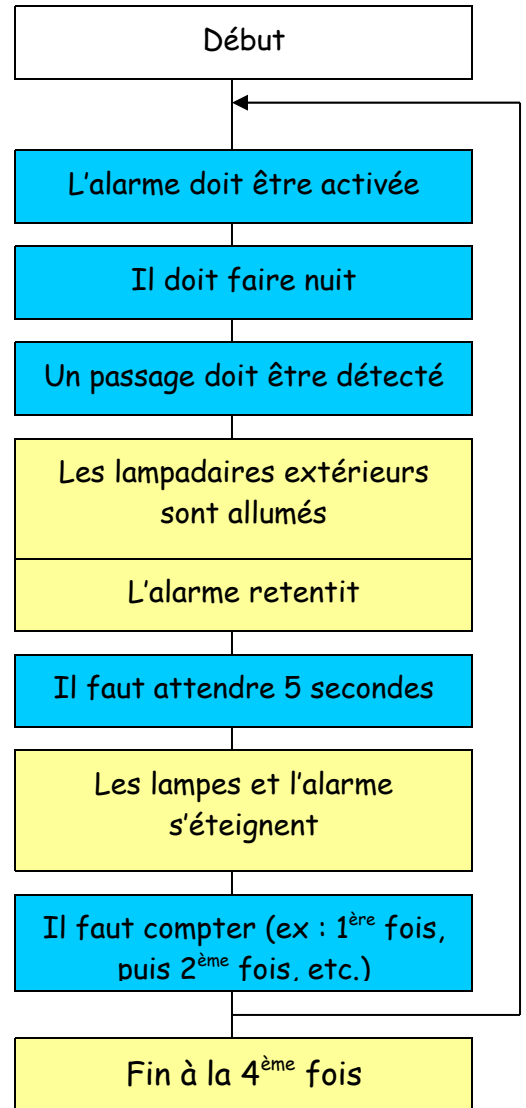 Début
L'alarme doit être activée
Il doit faire nuit
Un passage doit être détecté
Les lampadaires extérieurs
sont allumés
L'alarme retentit
Il faut attendre 5 secondes
Les lampes et l'alarme
s'éteignent
Il faut compter (ex : 1ère fois,
puis 2ème fois, etc.)
Fin à la 4ème fois